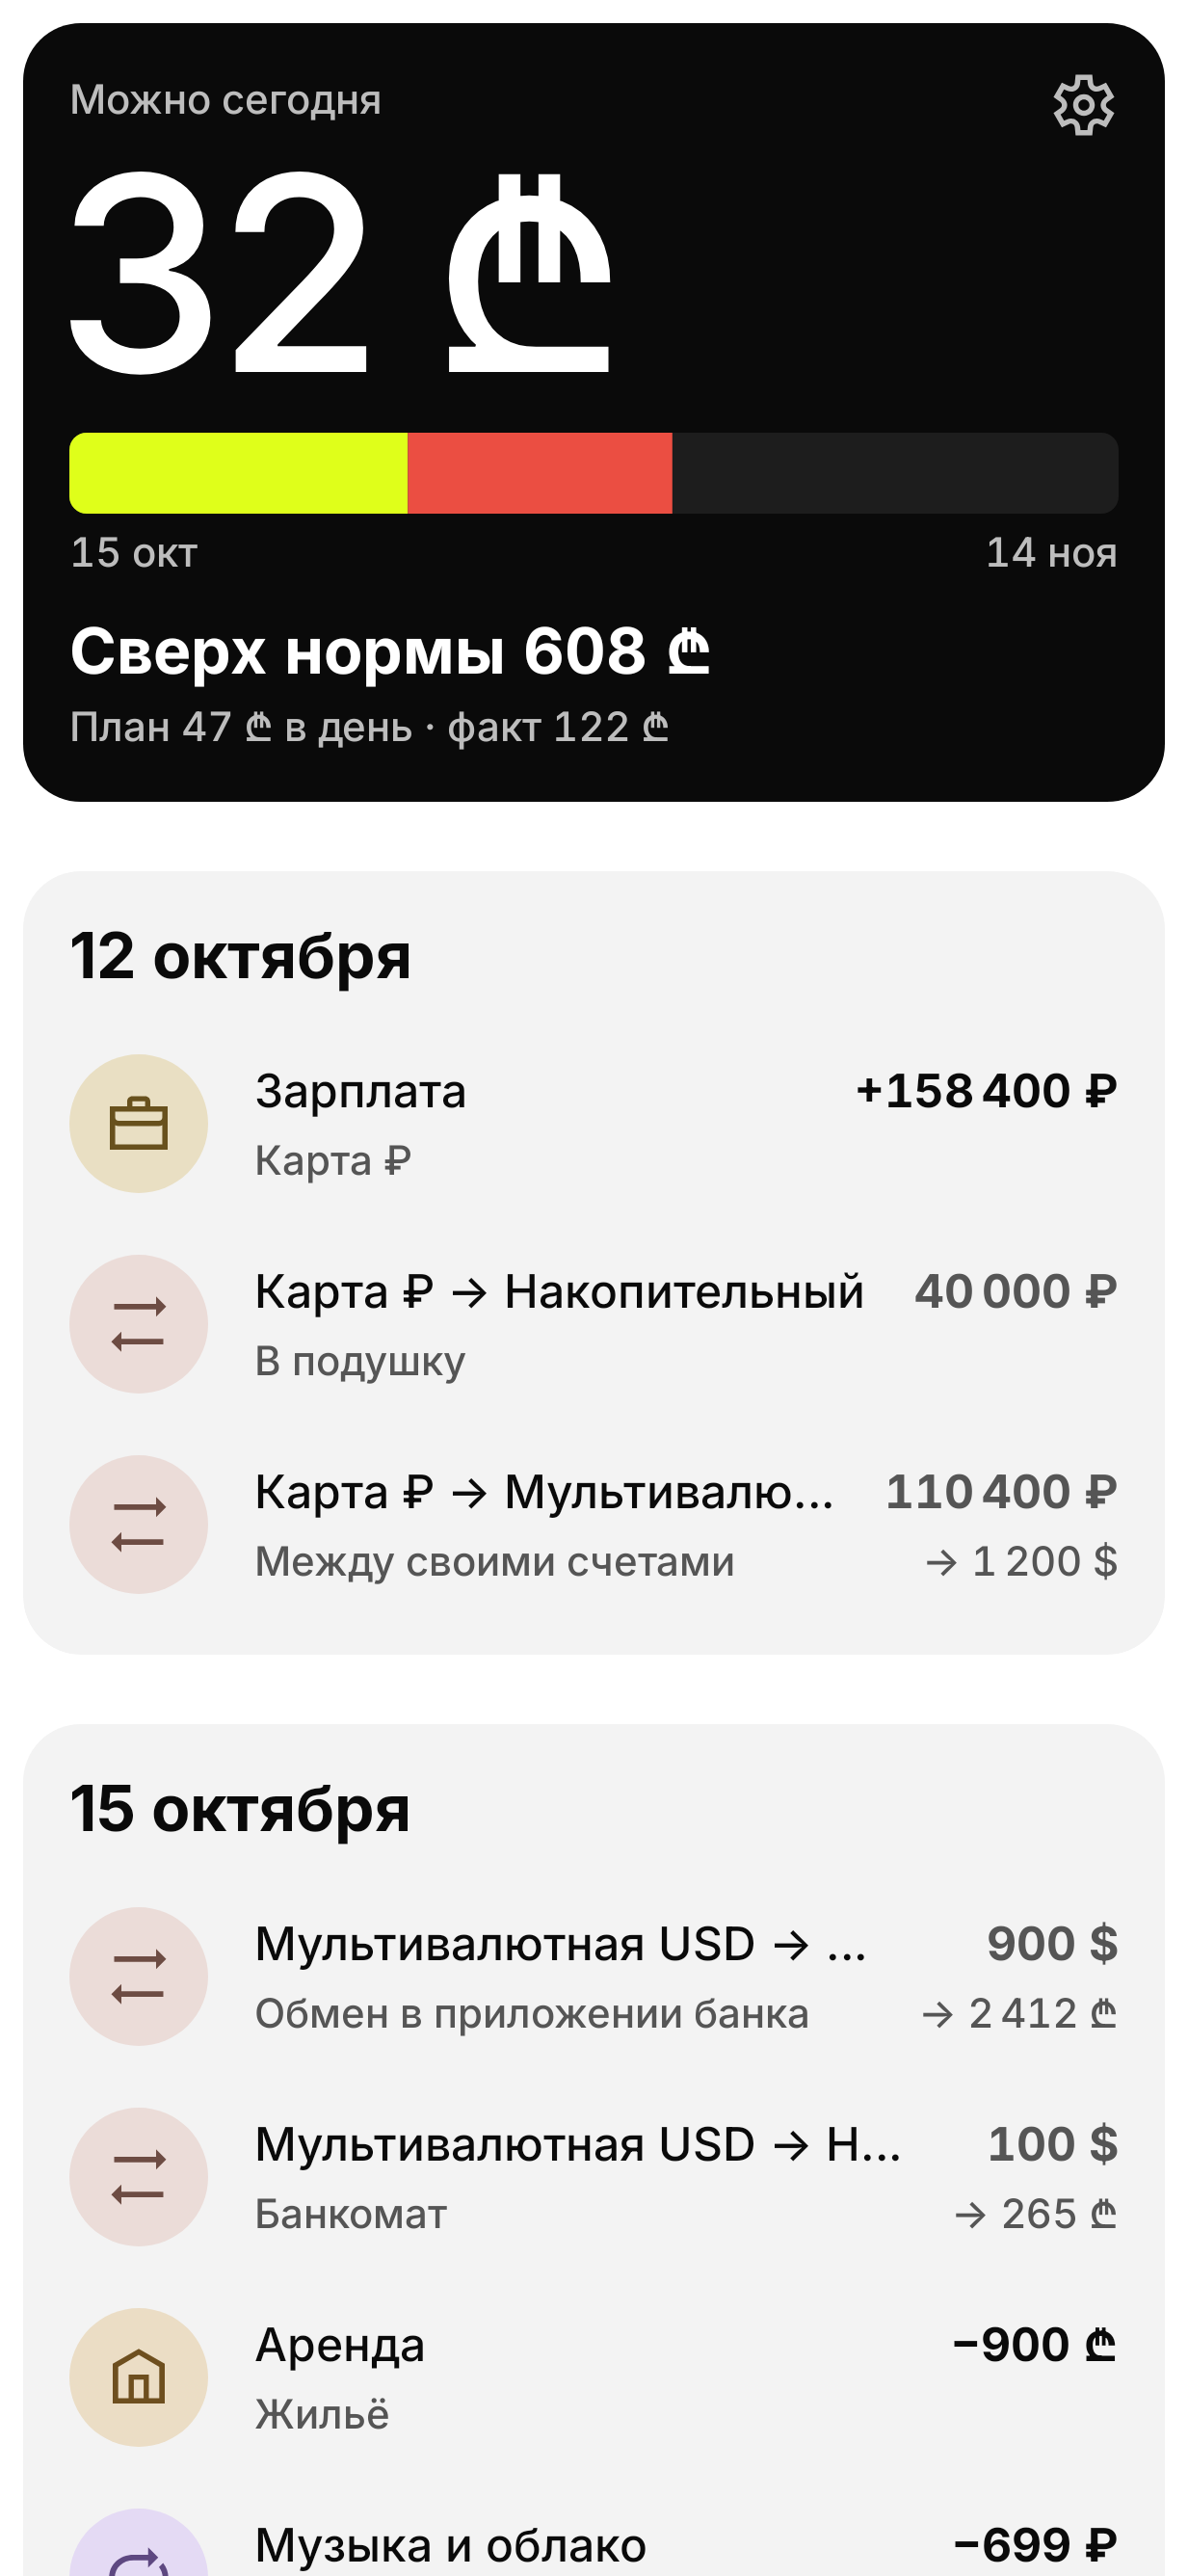 Можно сегодня
32 ₾
15 окт 14 ноя
Сверх нормы 608 ₾
План 47 ₾ в день · факт 122 ₾
12 октября
Зарплата +158 400 ₽
Карта ₽
Карта ₽ → Накопительный 40 000 ₽
В подушку
Карта ₽ → Мультивалю... 110 400 ₽
Между своими счетами → 1 200 $
15 октября
Мультивалютная USD → ... 900 $
Обмен в приложении банка → 2 412 ₾
Мультивалютная USD → Н... 100 $
Банкомат → 265 ₾
Аренда −900 ₾
Жильё
Музыка и облако −699 ₽